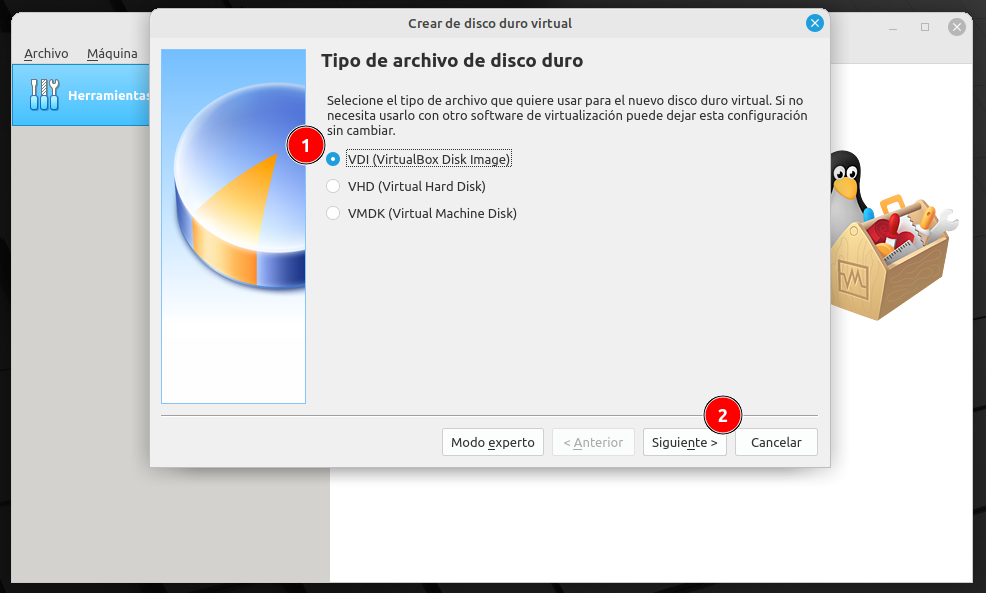 Crear de disco duro virtual
Archivo Máquina
Herramientas
Tipo de archivo de disco duro
Selecione el tipo de archivo que quiere usar para el nuevo disco duro virtual. Si no
necesita usarlo con otro software de virtualización puede dejar esta configuración
sin cambiar.
1
VDI (VirtualBox Disk Image)
VHD (Virtual Hard Disk)
VMDK (Virtual Machine Disk)
2
Modo experto
< Anterior
Siguiente >
Cancelar